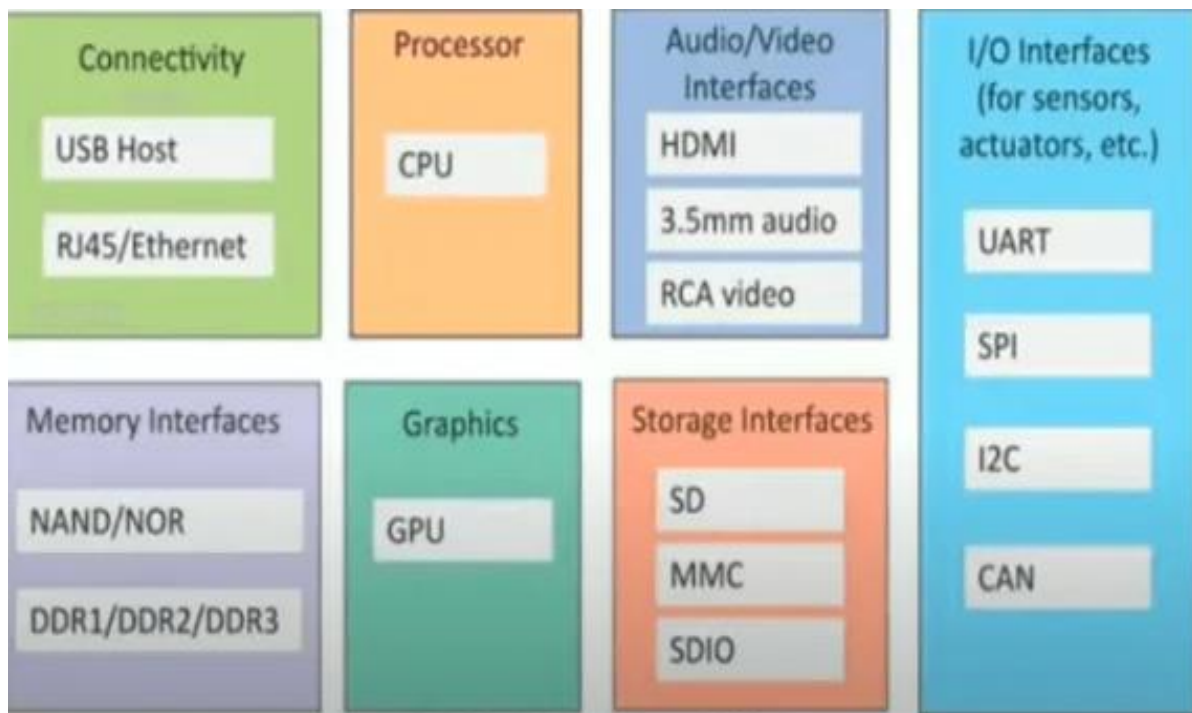 Connectivity
USB Host
RJ45/Ethernet
Processor
CPU
Audio/Video
Interfaces
HDMI
3.5mm audio
RCA video
I/O Interfaces
(for sensors,
actuators, etc.)
UART
SPI
I2C
CAN
Memory Interfaces
NAND/NOR
DDR1/DDR2/DDR3
Graphics
GPU
Storage Interfaces
SD
MMC
SDIO